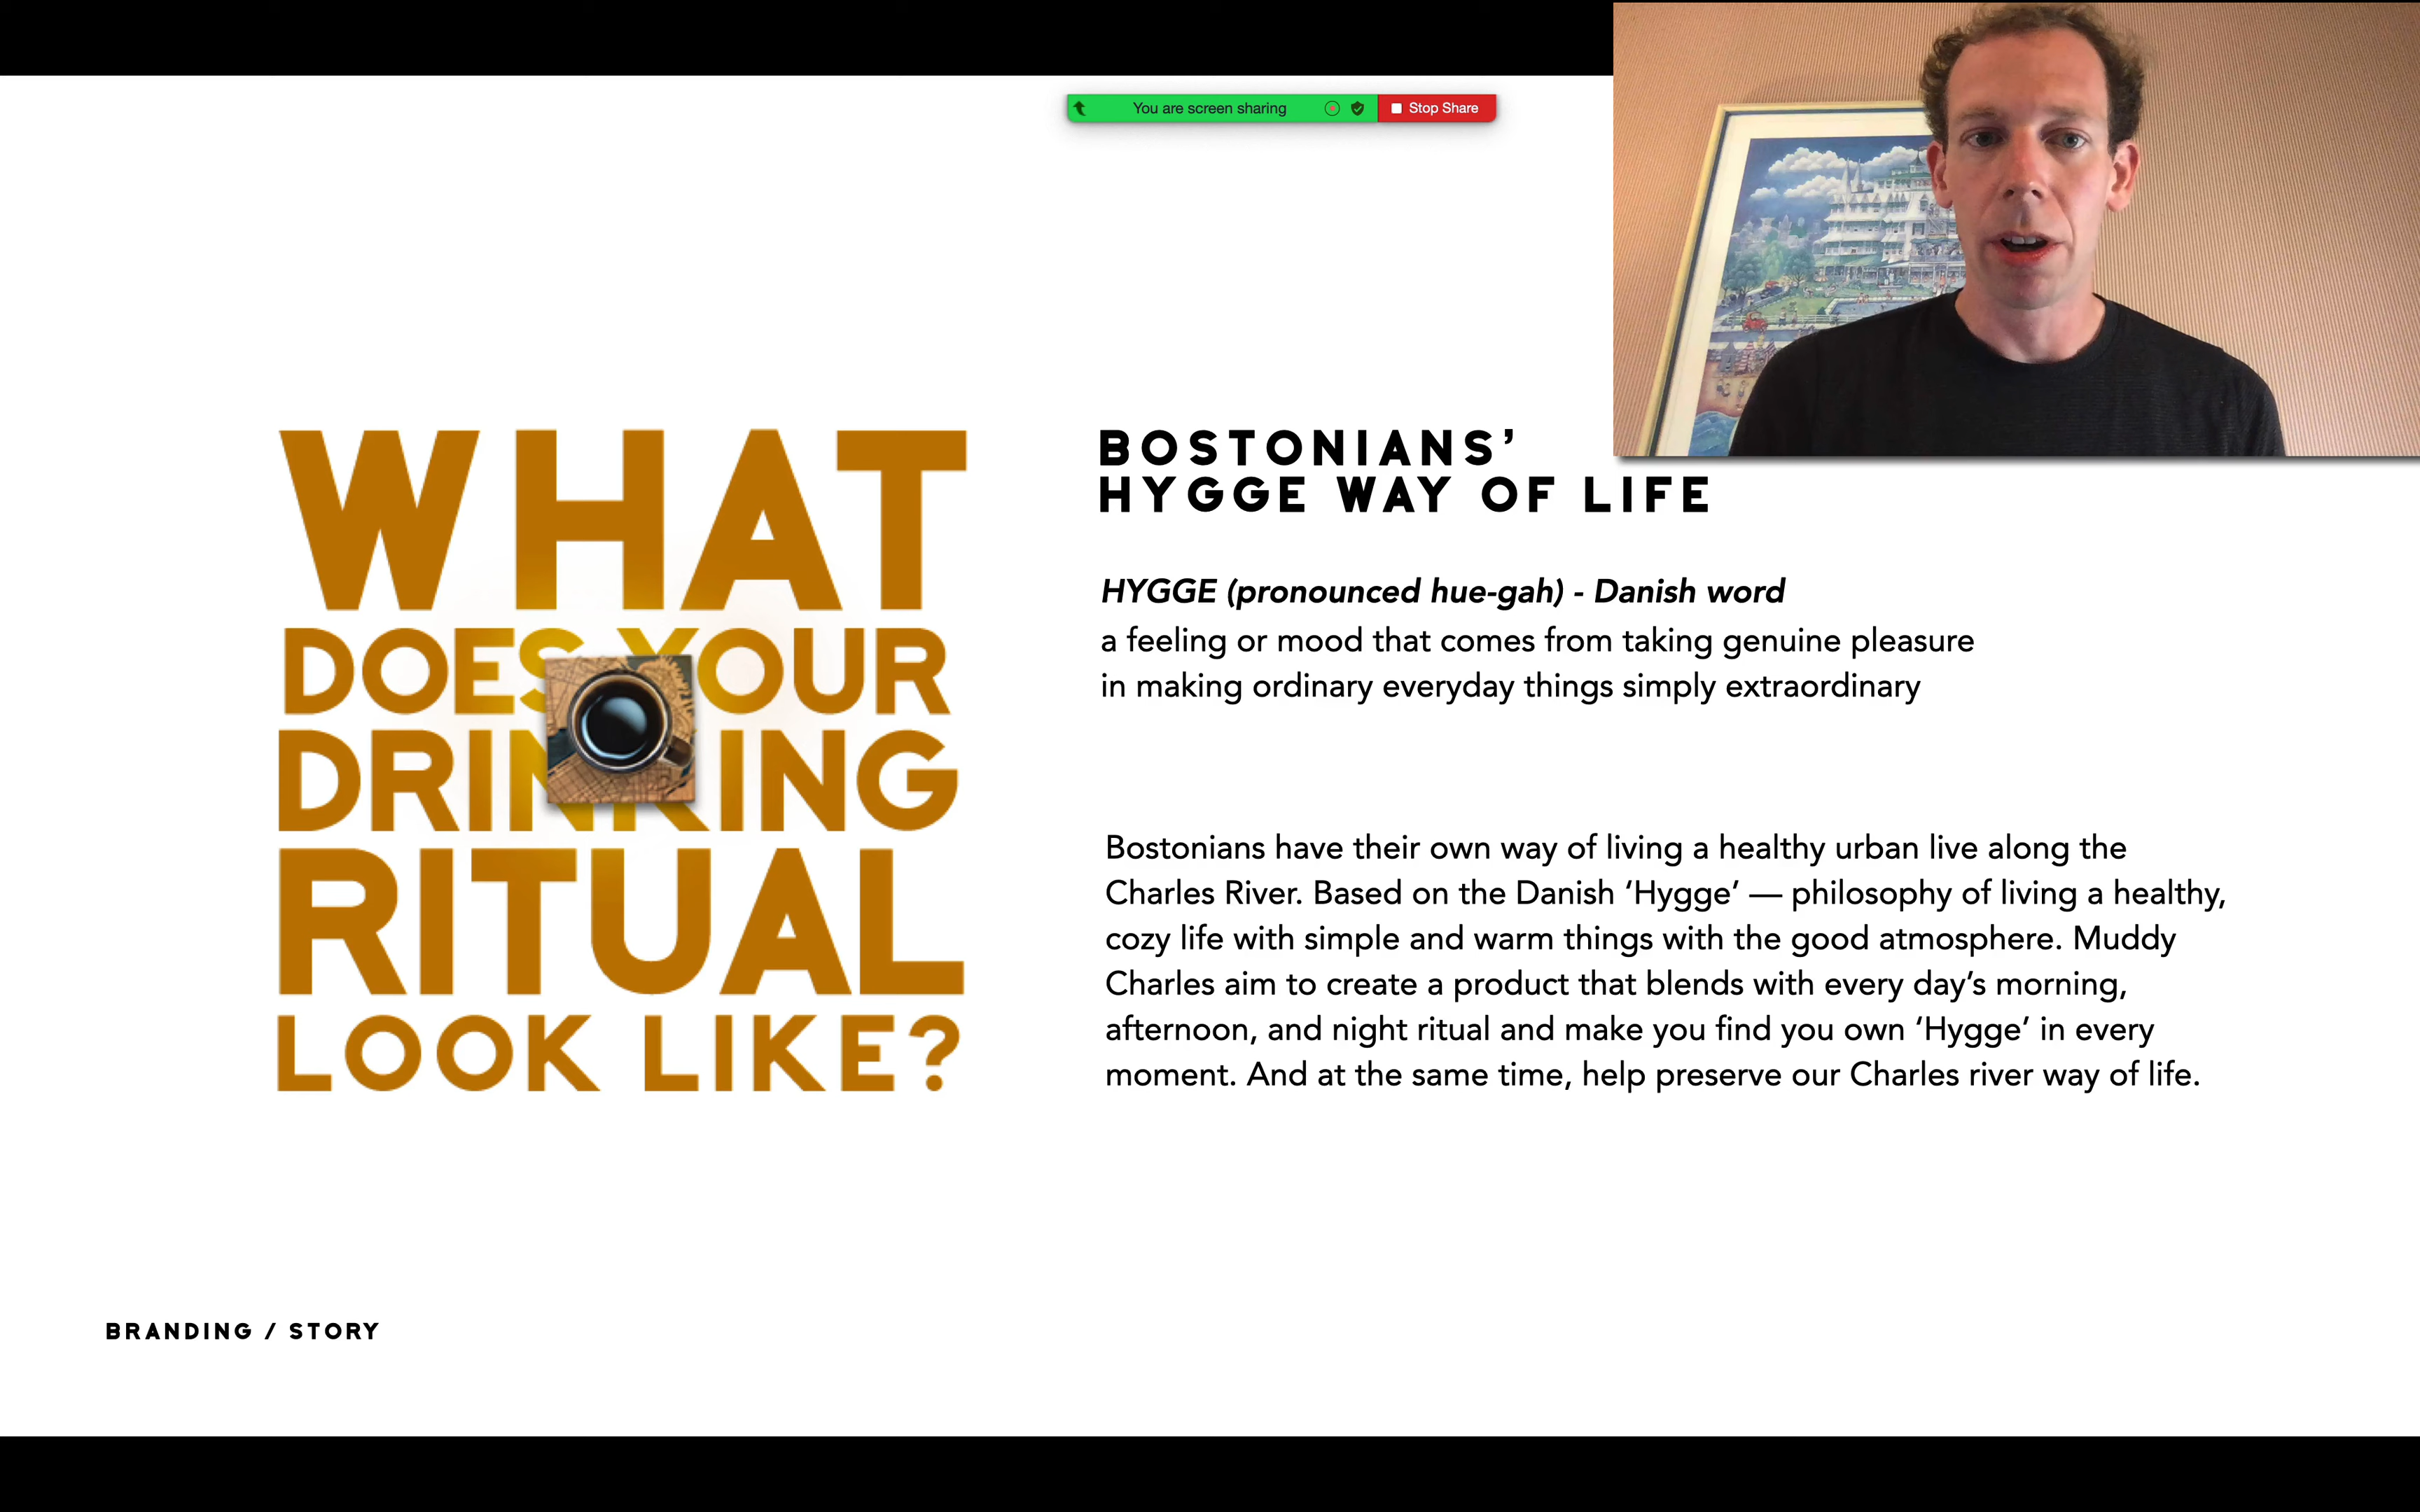 You are screen sharing
Stop Share
WHAT
DOES YOUR
DRINKING
RITUAL
LOOK LIKE?
BOSTONIANS’
HYGGE WAY OF LIFE
HYGGE (pronounced hue-gah) - Danish word
a feeling or mood that comes from taking genuine pleasure
in making ordinary everyday things simply extraordinary
Bostonians have their own way of living a healthy urban live along the
Charles River. Based on the Danish ‘Hygge’ — philosophy of living a healthy,
cozy life with simple and warm things with the good atmosphere. Muddy
Charles aim to create a product that blends with every day’s morning,
afternoon, and night ritual and make you find you own ‘Hygge’ in every
moment. And at the same time, help preserve our Charles river way of life.
BRANDING / STORY